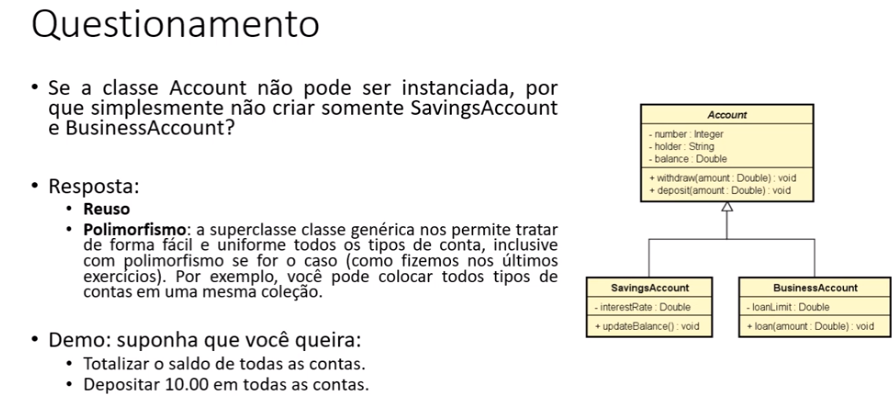 Questionamento
• Se a classe Account não pode ser instanciada, por
que simplesmente não criar somente SavingsAccount
e BusinessAccount?
• Resposta:
• Reuso
• Polimorfismo: a superclasse classe genérica nos permite tratar
de forma fácil e uniforme todos os tipos de conta, inclusive
com polimorfismo se for o caso (como fizemos nos últimos
exercícios). Por exemplo, você pode colocar todos tipos de
contas em uma mesma coleção.
• Demo: suponha que você queira:
• Totalizar o saldo de todas as contas.
• Depositar 10.00 em todas as contas.
Account
- number : Integer
- holder : String
- balance : Double
+ withdraw(amount : Double) : void
+ deposit(amount : Double) : void
SavingsAccount
- interestRate : Double
+ updateBalance() : void
BusinessAccount
- loanLimit : Double
+ loan(amount : Double) : void